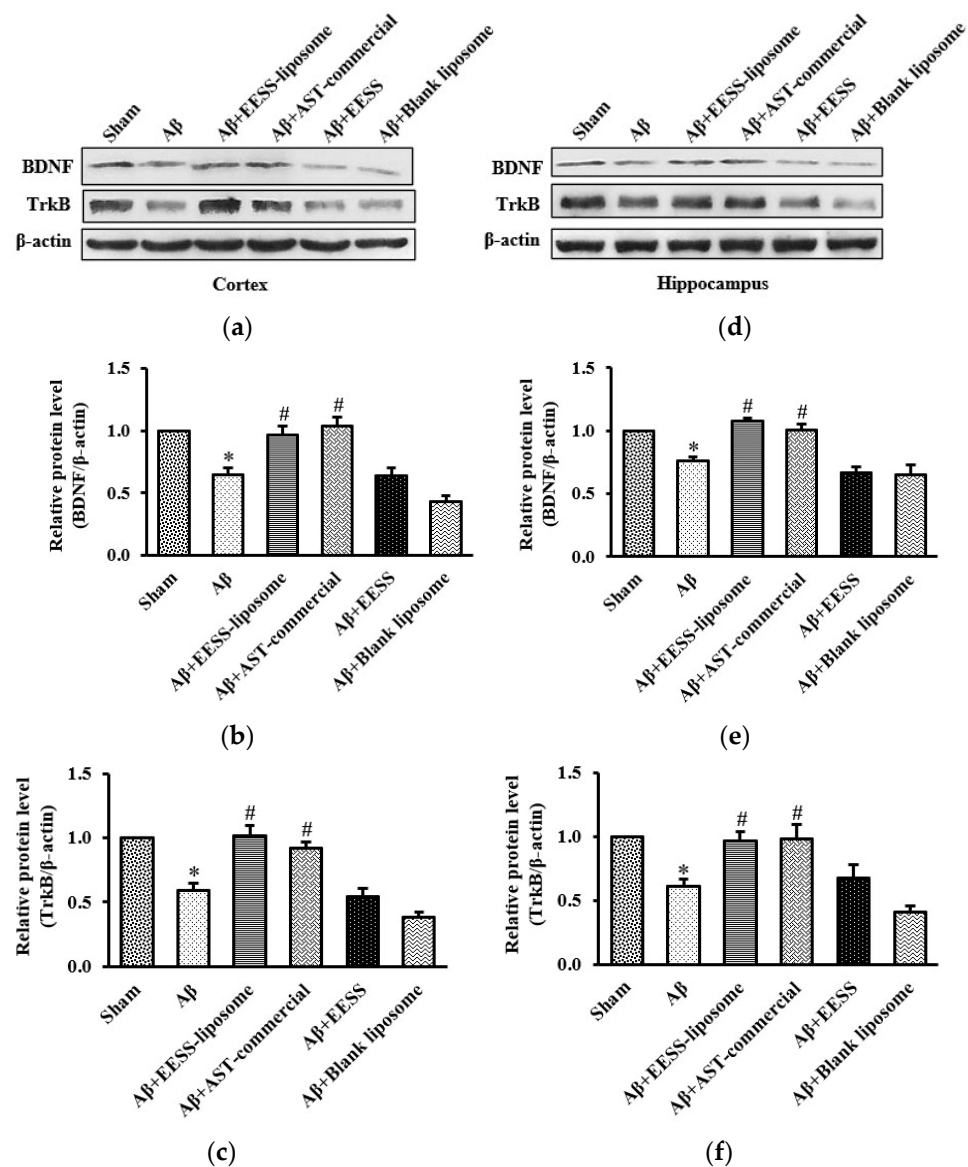 Sham
Aβ
Aβ+EESS-liposome
Aβ+AST-commercial
Aβ+EESS
Aβ+Blank liposome
BDNF
TrkB
β-actin
Cortex
(a)
Sham
Aβ
Aβ+EESS-liposome
Aβ+AST-commercial
Aβ+EESS
Aβ+Blank liposome
BDNF
TrkB
β-actin
Hippocampus
(d)
Relative protein level
(BDNF/β-actin)
1.5
1.0
0.5
0.0
*
#
#
Sham
Aβ
Aβ+EESS-liposome
Aβ+AST-commercial
Aβ+EESS
Aβ+Blank liposome
(b)
Relative protein level
(BDNF/β-actin)
1.5
1.0
0.5
0.0
*
#
#
Sham
Aβ
Aβ+EESS-liposome
Aβ+AST-commercial
Aβ+EESS
Aβ+Blank liposome
(e)
Relative protein level
(TrkB/β-actin)
1.5
1.0
0.5
0.0
*
#
#
Sham
Aβ
Aβ+EESS-liposome
Aβ+AST-commercial
Aβ+EESS
Aβ+Blank liposome
(c)
Relative protein level
(TrkB/β-actin)
1.5
1.0
0.5
0.0
*
#
#
Sham
Aβ
Aβ+EESS-liposome
Aβ+AST-commercial
Aβ+EESS
Aβ+Blank liposome
(f)